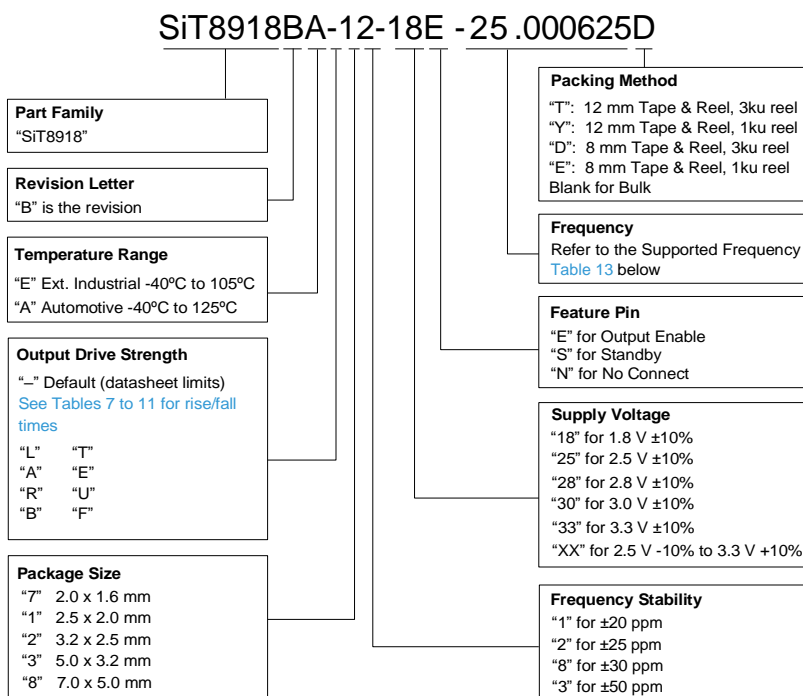 SiT8918BA-12-18E -25.000625D
Part Family
“SiT8918”
Revision Letter
“B” is the revision
Temperature Range
“E” Ext. Industrial -40ºC to 105ºC
“A” Automotive -40ºC to 125ºC
Output Drive Strength
“–” Default (datasheet limits)
See Tables 7 to 11 for rise/fall
times
“L” “T”
“A” “E”
“R” “U”
“B” “F”
Package Size
“7” 2.0 x 1.6 mm
“1” 2.5 x 2.0 mm
“2” 3.2 x 2.5 mm
“3” 5.0 x 3.2 mm
“8” 7.0 x 5.0 mm
Packing Method
“T”: 12 mm Tape & Reel, 3ku reel
“Y”: 12 mm Tape & Reel, 1ku reel
“D”: 8 mm Tape & Reel, 3ku reel
“E”: 8 mm Tape & Reel, 1ku reel
Blank for Bulk
Frequency
Refer to the Supported Frequency
Table 13 below
Feature Pin
“E” for Output Enable
“S” for Standby
“N” for No Connect
Supply Voltage
“18” for 1.8 V ±10%
“25” for 2.5 V ±10%
“28” for 2.8 V ±10%
“30” for 3.0 V ±10%
“33” for 3.3 V ±10%
“XX” for 2.5 V -10% to 3.3 V +10%
Frequency Stability
“1” for ±20 ppm
“2” for ±25 ppm
“8” for ±30 ppm
“3” for ±50 ppm